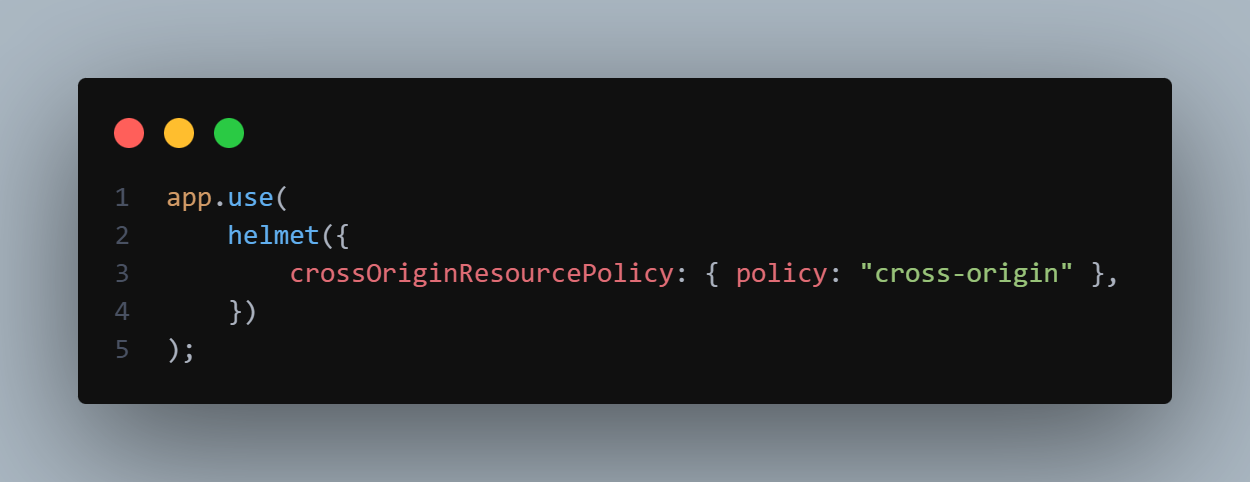 1 app.use(
2     helmet({
3         crossOriginResourcePolicy: { policy: "cross-origin" },
4     })
5 );